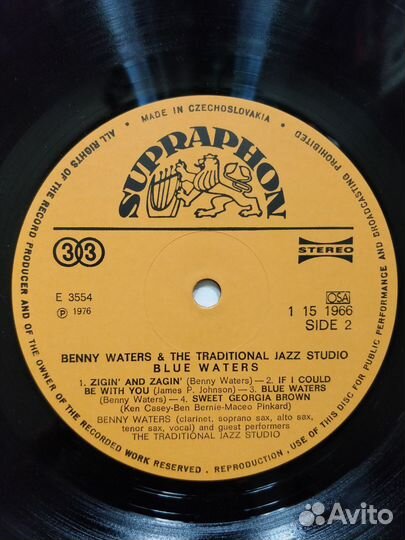 ALL RIGHTS OF THE RECORD PRODUCER AND OF THE OWNER OF THE RECORDED WORK RESERVED . REPRODUCTION , USE OF THIS DISC FOR PUBLIC PERFORMANCE AND BROADCASTING PROHIBITED
• MADE IN CZECHOSLOVAKIA •
SUPRAPHON
33
STEREO
E 3554
Ⓟ 1976
OSA
1 15 1966
SIDE 2
BENNY WATERS & THE TRADITIONAL JAZZ STUDIO
BLUE WATERS
1. ZIGIN' AND ZAGIN' (Benny Waters) — 2. IF I COULD
BE WITH YOU (James P. Johnson) — 3. BLUE WATERS
(Benny Waters) — 4. SWEET GEORGIA BROWN
(Ken Casey-Ben Bernie-Maceo Pinkard)
BENNY WATERS (clarinet, soprano sax, alto sax,
tenor sax, vocal) and guest performers
THE TRADITIONAL JAZZ STUDIO
Avito